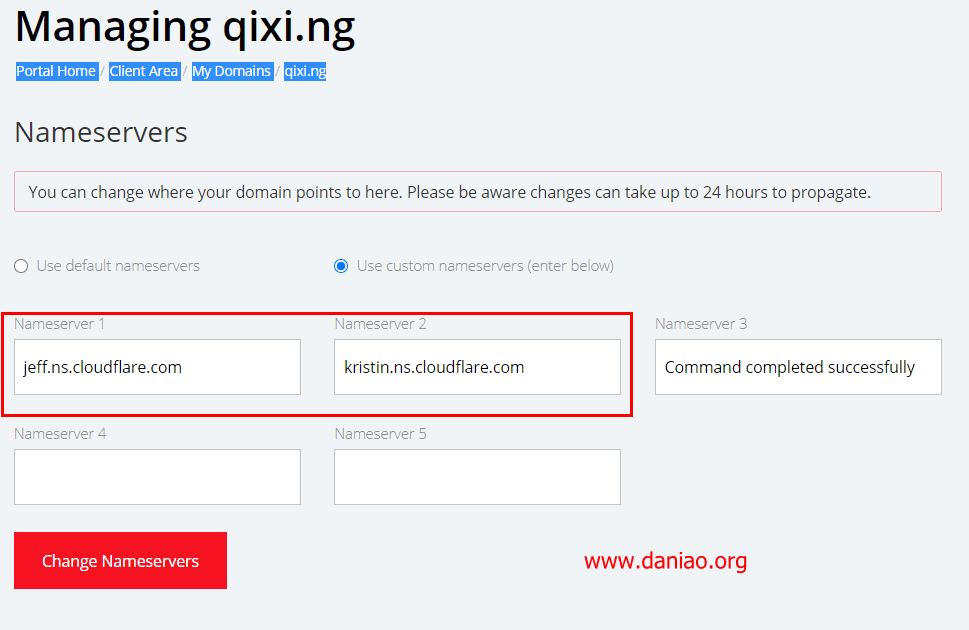 Managing qixi.ng
Portal Home / Client Area / My Domains / qixi.ng
Nameservers
You can change where your domain points to here. Please be aware changes can take up to 24 hours to propagate.
Use default nameservers Use custom nameservers (enter below)
Nameserver 1 Nameserver 2 Nameserver 3
jeff.ns.cloudflare.com kristin.ns.cloudflare.com Command completed successfully
Nameserver 4 Nameserver 5
Change Nameservers www.daniao.org